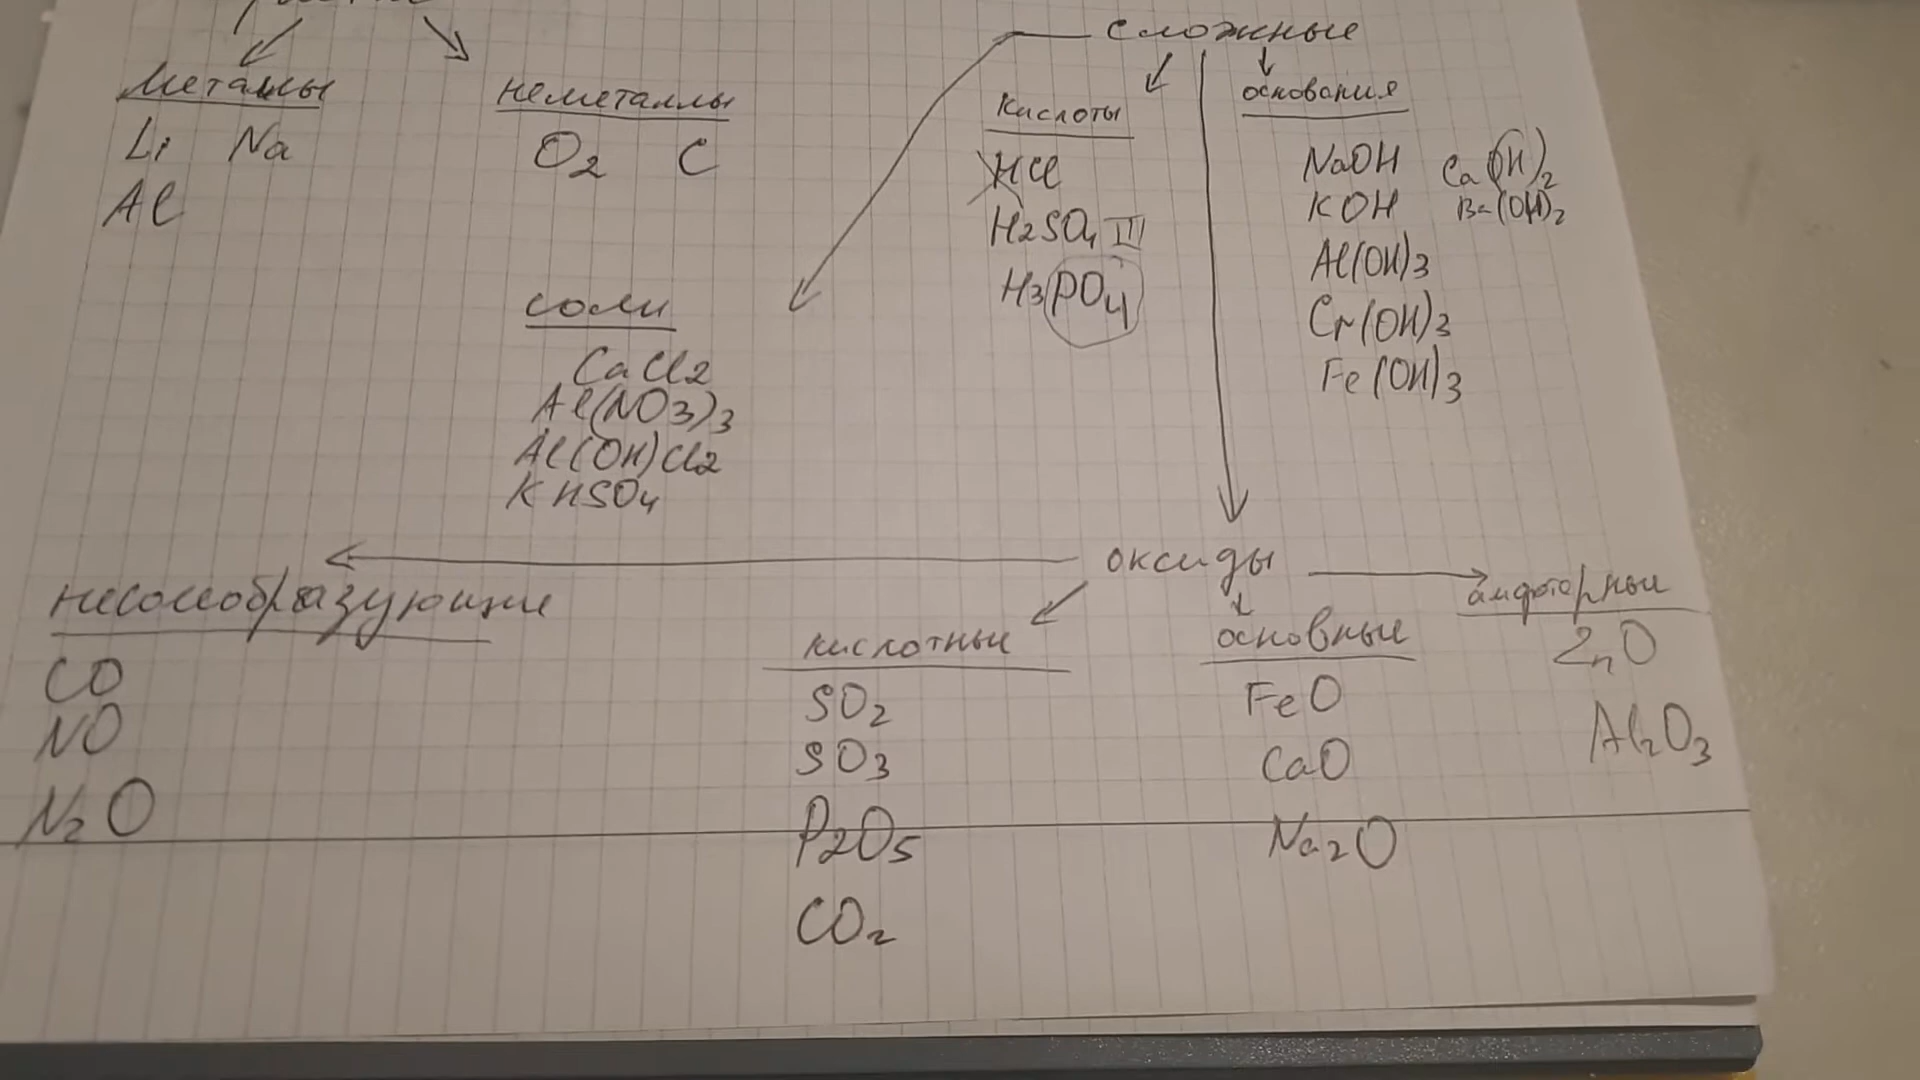 сложные
металлы
неметаллы
кислоты
основания
Li Na
O2 C
HCl
NaOH Ca(OH)2
Al
H2SO4 III
KOH Ba(OH)2
H3PO4
Al(OH)3
соли
Cr(OH)3
CaCl2
Fe(OH)3
Al(NO3)3
Al(OH)Cl2
KHSO4
оксиды
несолеобразующие
кислотные
основные
амфотерные
CO
SO2
FeO
ZnO
NO
SO3
CaO
Al2O3
N2O
P2O5
Na2O
CO2